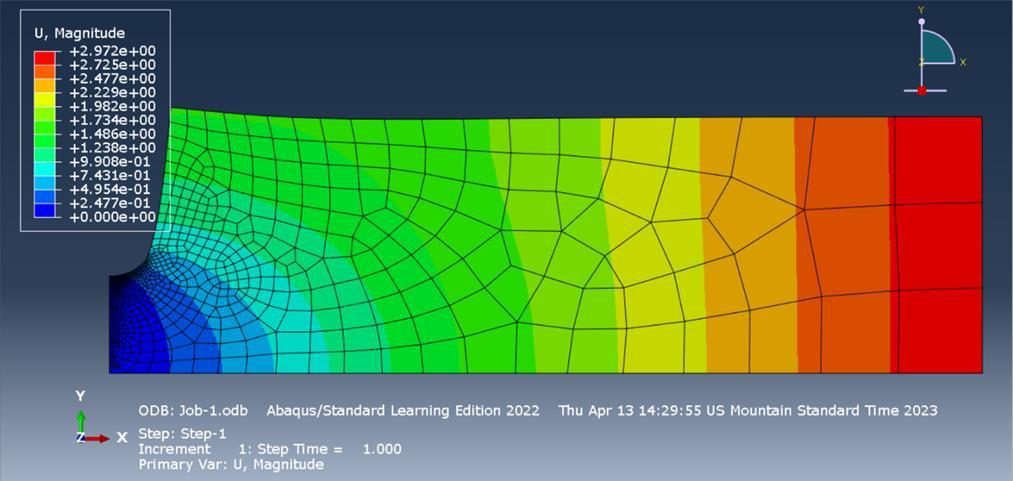 U, Magnitude
+2.972e+00
+2.725e+00
+2.477e+00
+2.229e+00
+1.982e+00
+1.734e+00
+1.486e+00
+1.238e+00
+9.908e-01
+7.431e-01
+4.954e-01
+2.477e-01
+0.000e+00
Y
Z X
Y
Z X
ODB: Job-1.odb Abaqus/Standard Learning Edition 2022 Thu Apr 13 14:29:55 US Mountain Standard Time 2023
Step: Step-1
Increment 1: Step Time = 1.000
Primary Var: U, Magnitude